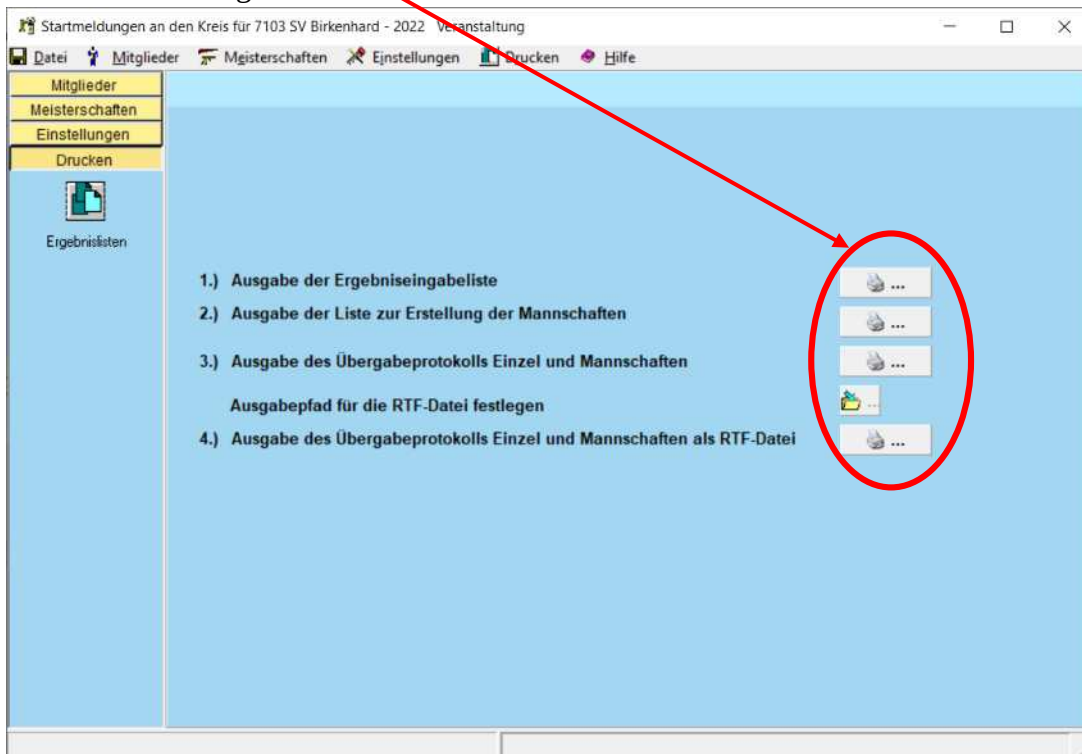 Startmeldungen an den Kreis für 7103 SV Birkenhard - 2022 Veranstaltung
Datei Mitglieder Meisterschaften Einstellungen Drucken Hilfe
Mitglieder
Meisterschaften
Einstellungen
Drucken
Ergebnislisten
1.) Ausgabe der Ergebniseingabeliste ...
2.) Ausgabe der Liste zur Erstellung der Mannschaften ...
3.) Ausgabe des Übergabeprotokolls Einzel und Mannschaften ...
Ausgabepfad für die RTF-Datei festlegen ...
4.) Ausgabe des Übergabeprotokolls Einzel und Mannschaften als RTF-Datei ...